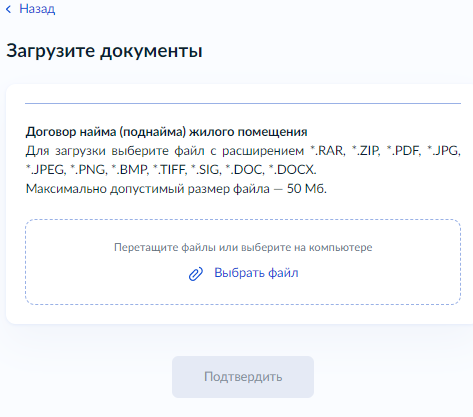 Назад
Загрузите документы
Договор найма (поднайма) жилого помещения
Для загрузки выберите файл с расширением *.RAR, *.ZIP, *.PDF, *.JPG,
*.JPEG, *.PNG, *.BMP, *.TIFF, *.SIG, *.DOC, *.DOCX.
Максимально допустимый размер файла — 50 Мб.
Перетащите файлы или выберите на компьютере
Выбрать файл
Подтвердить